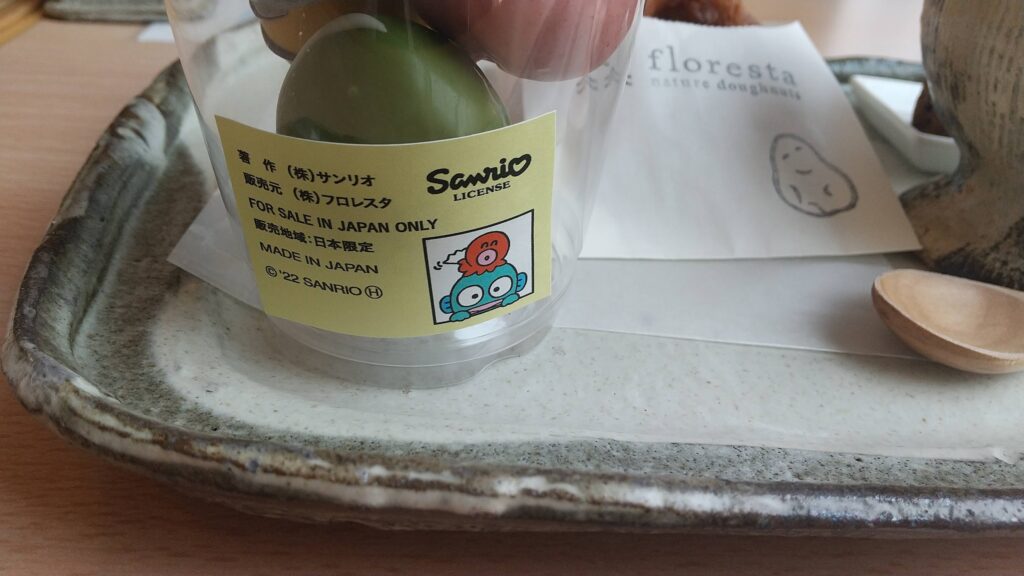 著 作 (株)サンリオ
販売元 (株)フロレスタ
FOR SALE IN JAPAN ONLY
販売地域:日本限定
MADE IN JAPAN
©'22 SANRIO Ⓗ
Sanrio
LICENSE
floresta
nature doughnuts